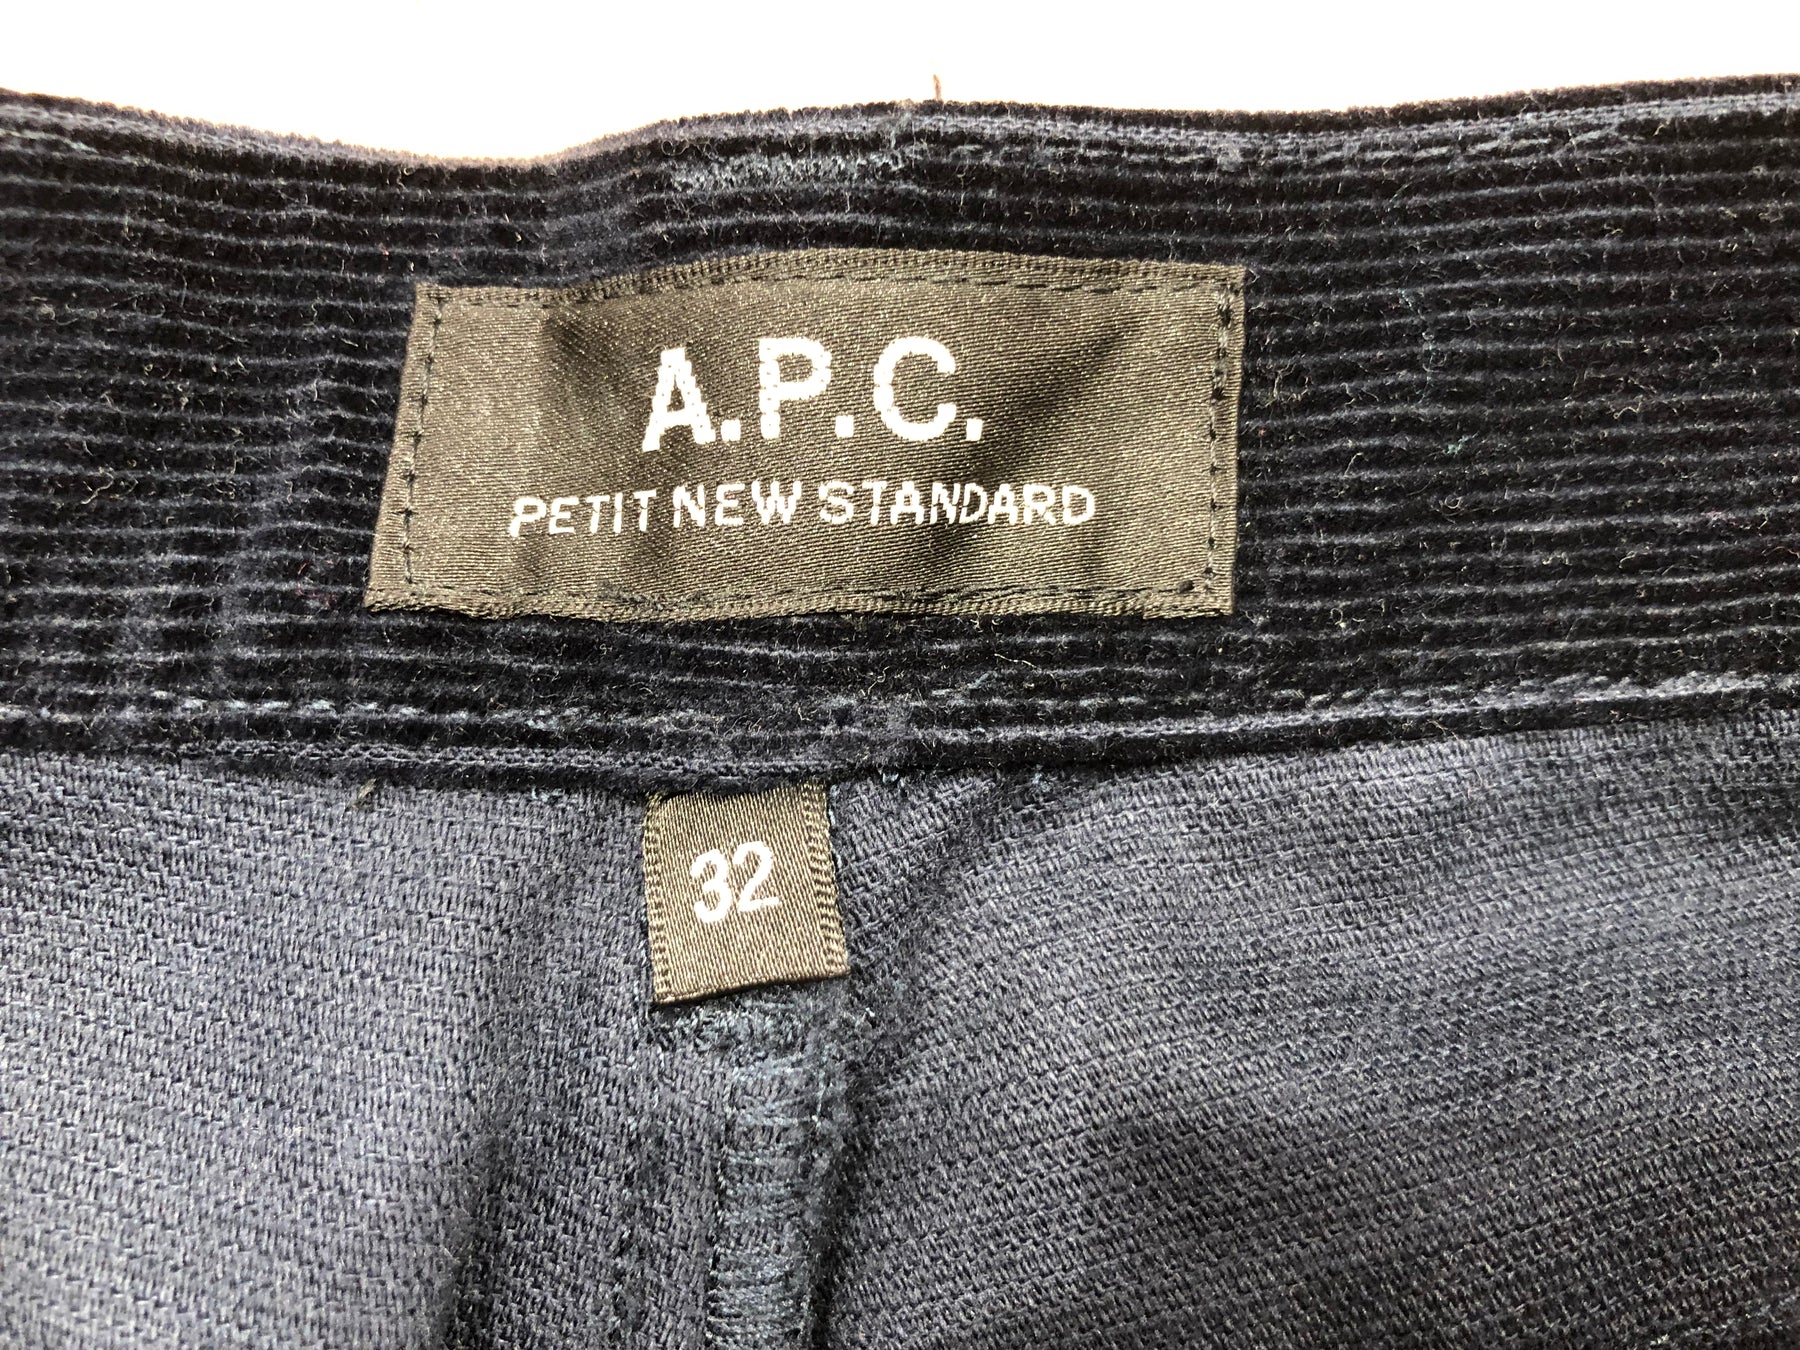 A.P.C.
PETIT NEW STANDARD
32